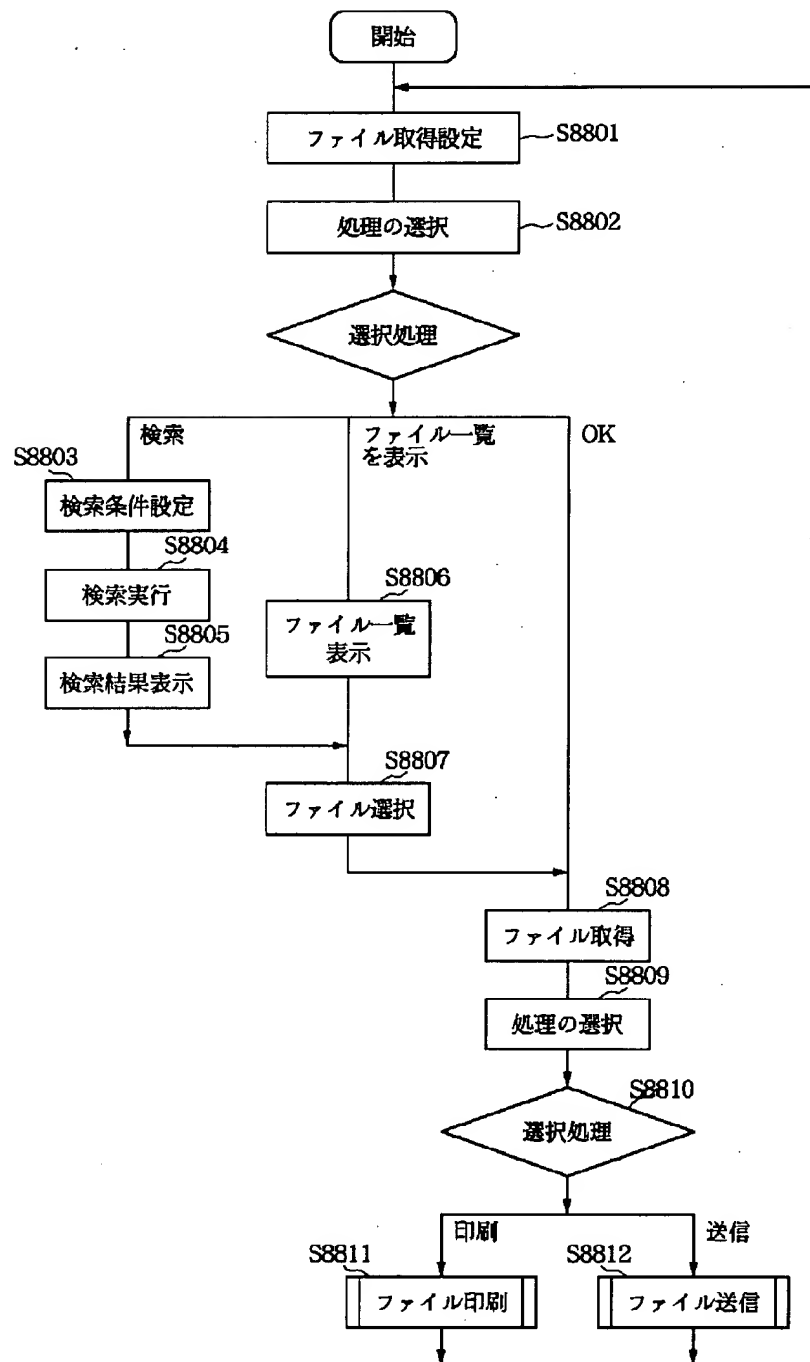 開始
ファイル取得設定
S8801
処理の選択
S8802
選択処理
検索
ファイル一覧
を表示
OK
S8803
検索条件設定
S8804
検索実行
S8805
検索結果表示
S8806
ファイル一覧
表示
S8807
ファイル選択
S8808
ファイル取得
S8809
処理の選択
S8810
選択処理
印刷
送信
S8811
ファイル印刷
S8812
ファイル送信